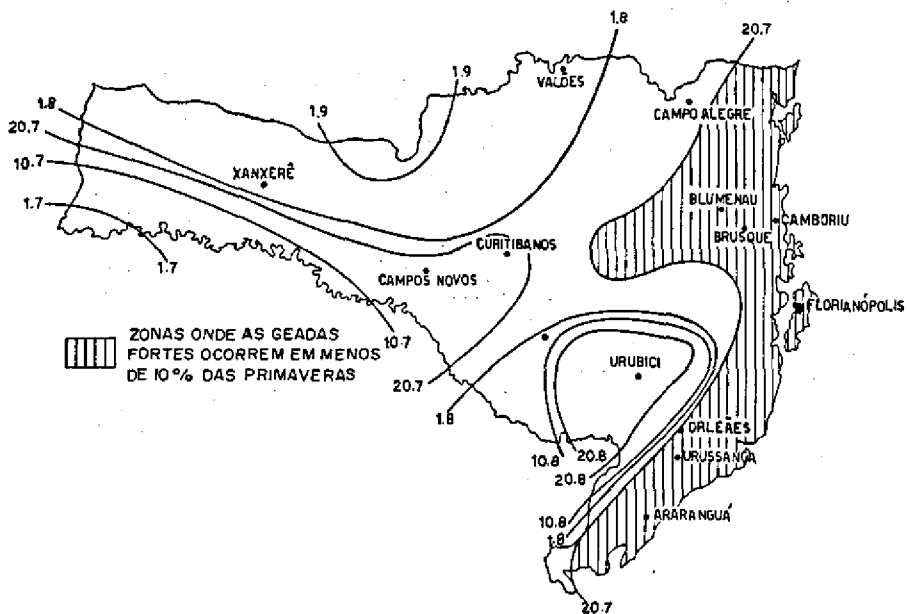 1.8
20.7
1.9
VALDES
1.9
CAMPO ALEGRE
1.8
20.7
10.7
XANXERÊ
1.7
BLUMENAU
CAMBORIU
BRUSQUE
CURITIBANOS
1.7
CAMPOS NOVOS
FLORIANÓPOLIS
10.7
ZONAS ONDE AS GEADAS
FORTES OCORREM EM MENOS
DE 10% DAS PRIMAVERAS
20.7
URUBICI
1.8
ORLEÃES
10.8
20.8
URUSSANGA
20.8
ARARANGUÁ
10.8
1.8
20.7